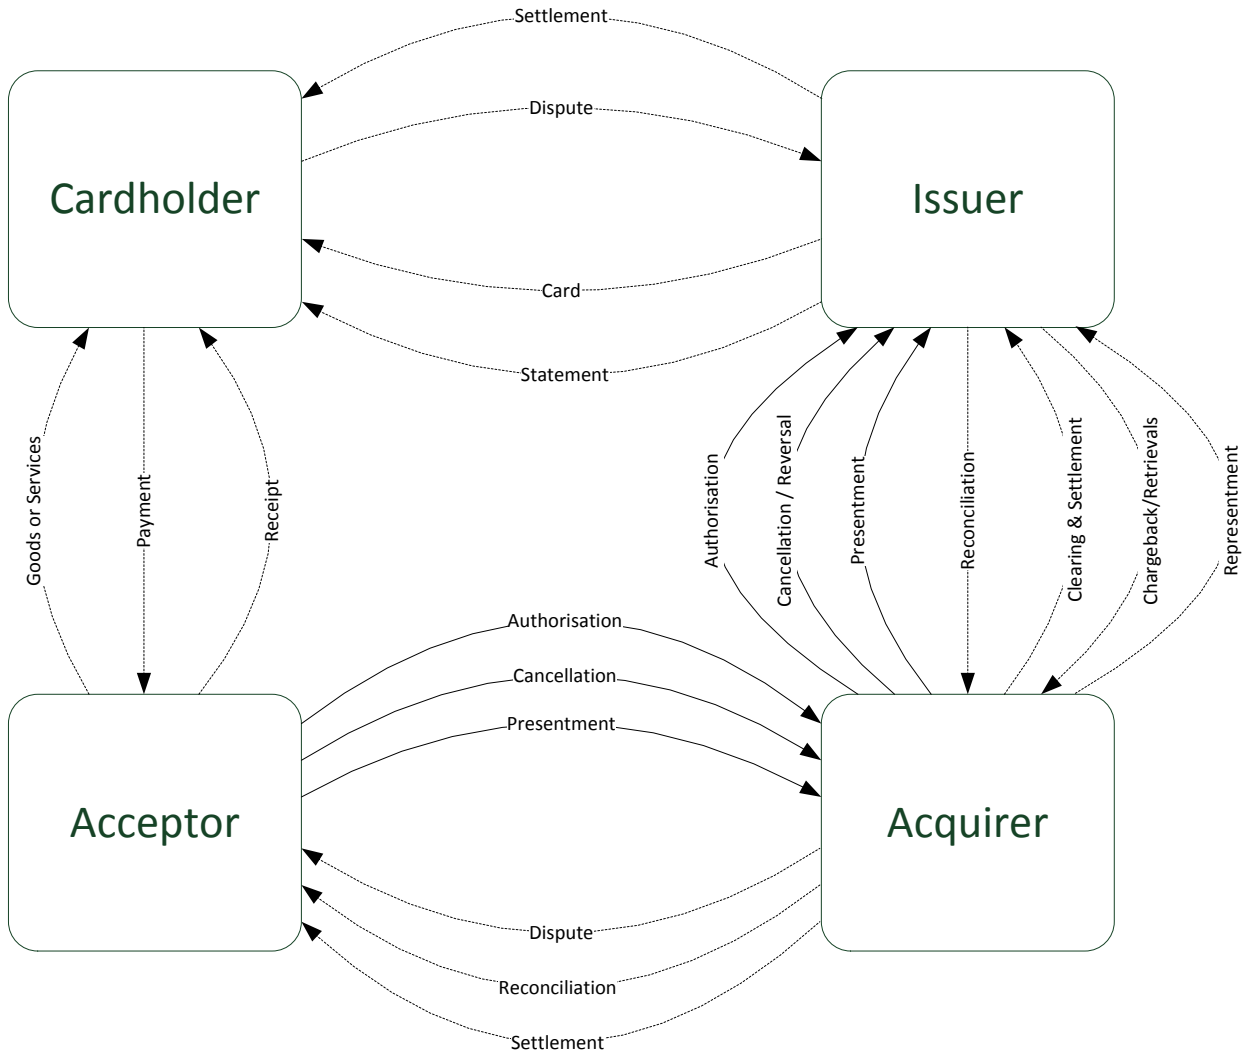 Settlement
Dispute
Cardholder
Issuer
Card
Statement
Goods or Services
Payment
Receipt
Authorisation
Cancellation / Reversal
Presentment
Reconciliation
Clearing & Settlement
Chargeback/Retrievals
Representment
Authorisation
Cancellation
Presentment
Acceptor
Acquirer
Dispute
Reconciliation
Settlement